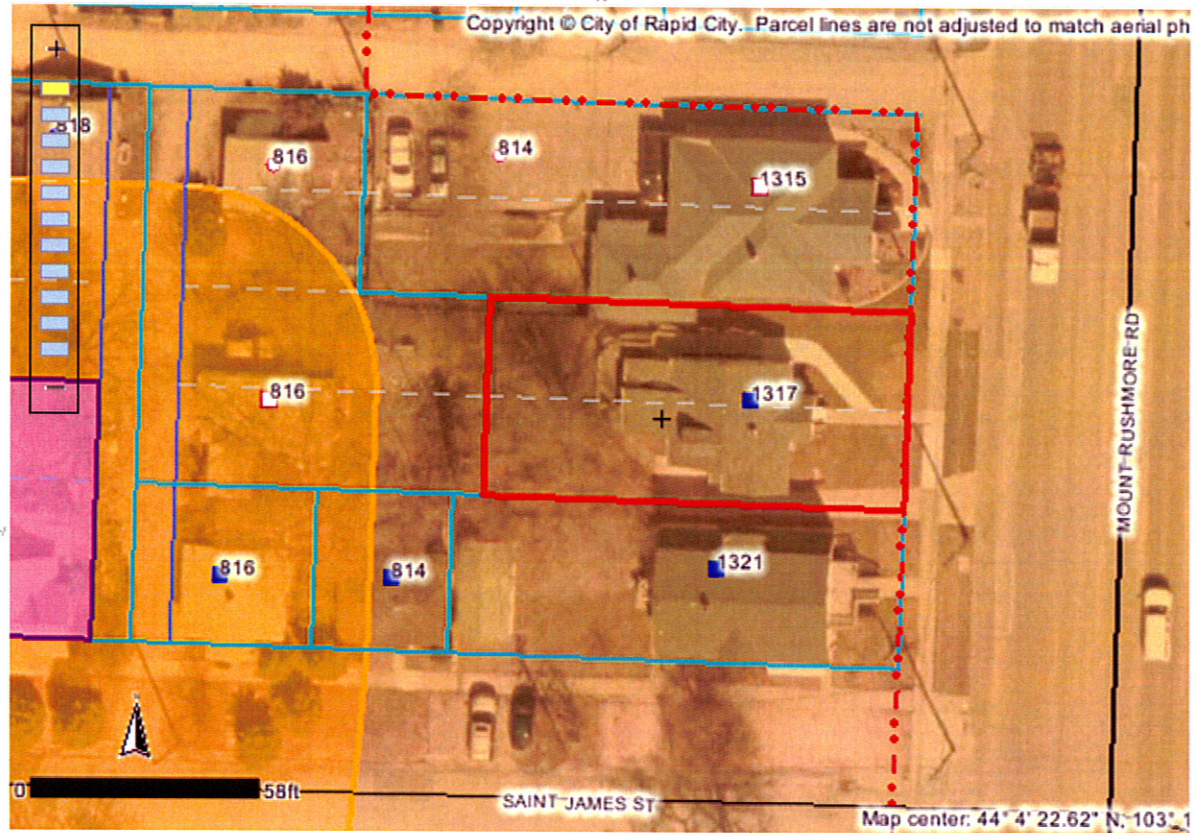 Copyright © City of Rapid City. Parcel lines are not adjusted to match aerial ph
+
818
816
814
1315
816
1317
MOUNT RUSHMORE RD
816
814
1321
N
0 58ft
SAINT JAMES ST
Map center: 44° 4' 22.62" N, 103°